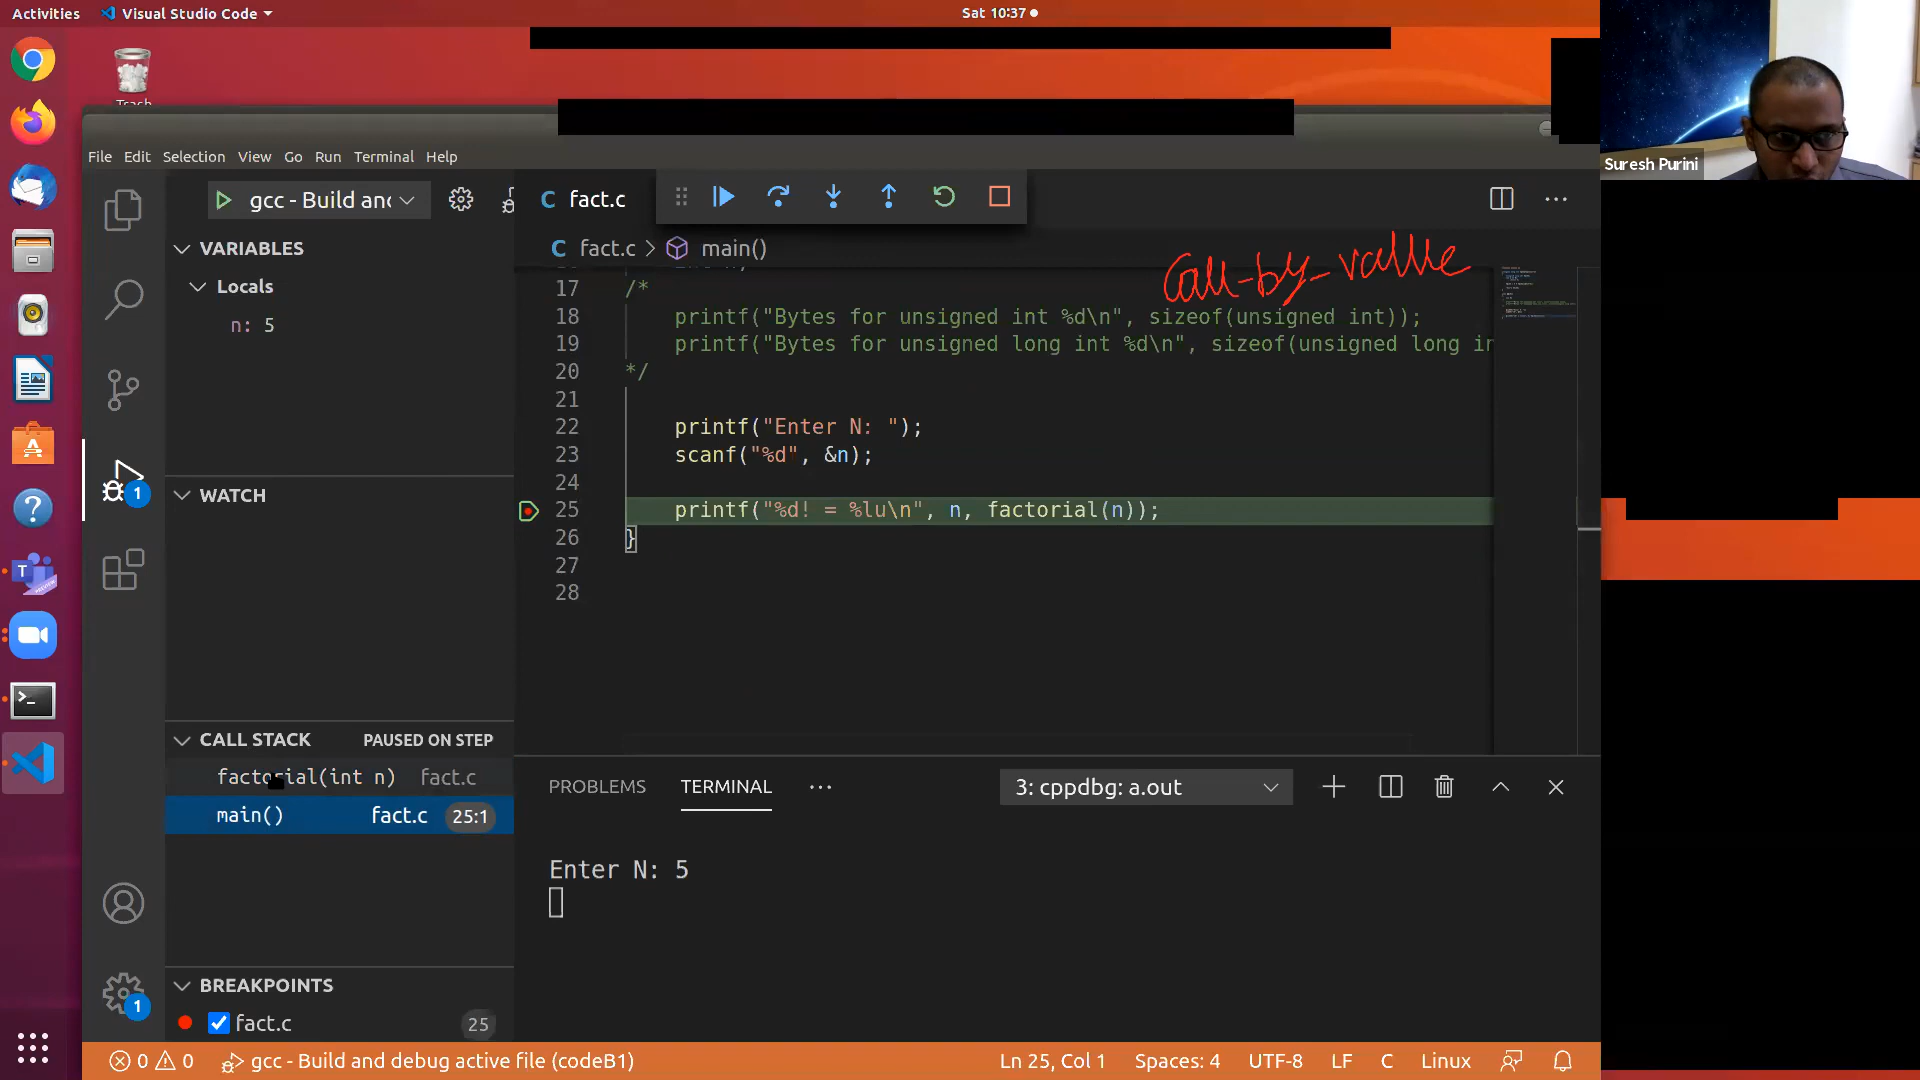 Activities
Visual Studio Code
Sat 10:37
Trash
Suresh Purini
File Edit Selection View Go Run Terminal Help
gcc - Build and
fact.c
VARIABLES
Locals
n: 5
WATCH
CALL STACK PAUSED ON STEP
factorial(int n) fact.c
main() fact.c 25:1
BREAKPOINTS
fact.c 25
fact.c > main()
Call-by-value
17 /*
18 printf("Bytes for unsigned int %d\n", sizeof(unsigned int));
19 printf("Bytes for unsigned long int %d\n", sizeof(unsigned long in
20 */
21
22 printf("Enter N: ");
23 scanf("%d", &n);
24
25 printf("%d! = %lu\n", n, factorial(n));
26 }
27
28
PROBLEMS TERMINAL ... 3: cppdbg: a.out
Enter N: 5
1
1
0 0 gcc - Build and debug active file (codeB1) Ln 25, Col 1 Spaces: 4 UTF-8 LF C Linux